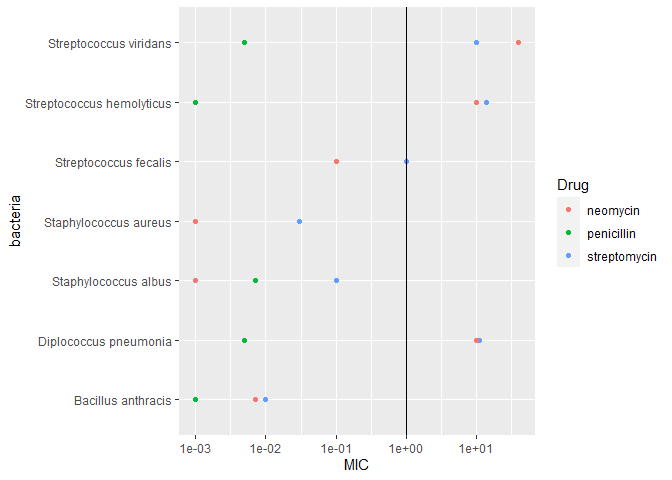 Streptococcus viridans
Streptococcus hemolyticus
Streptococcus fecalis
Staphylococcus aureus
Staphylococcus albus
Diplococcus pneumonia
Bacillus anthracis
bacteria
1e-03 1e-02 1e-01 1e+00 1e+01
MIC
Drug
neomycin
penicillin
streptomycin